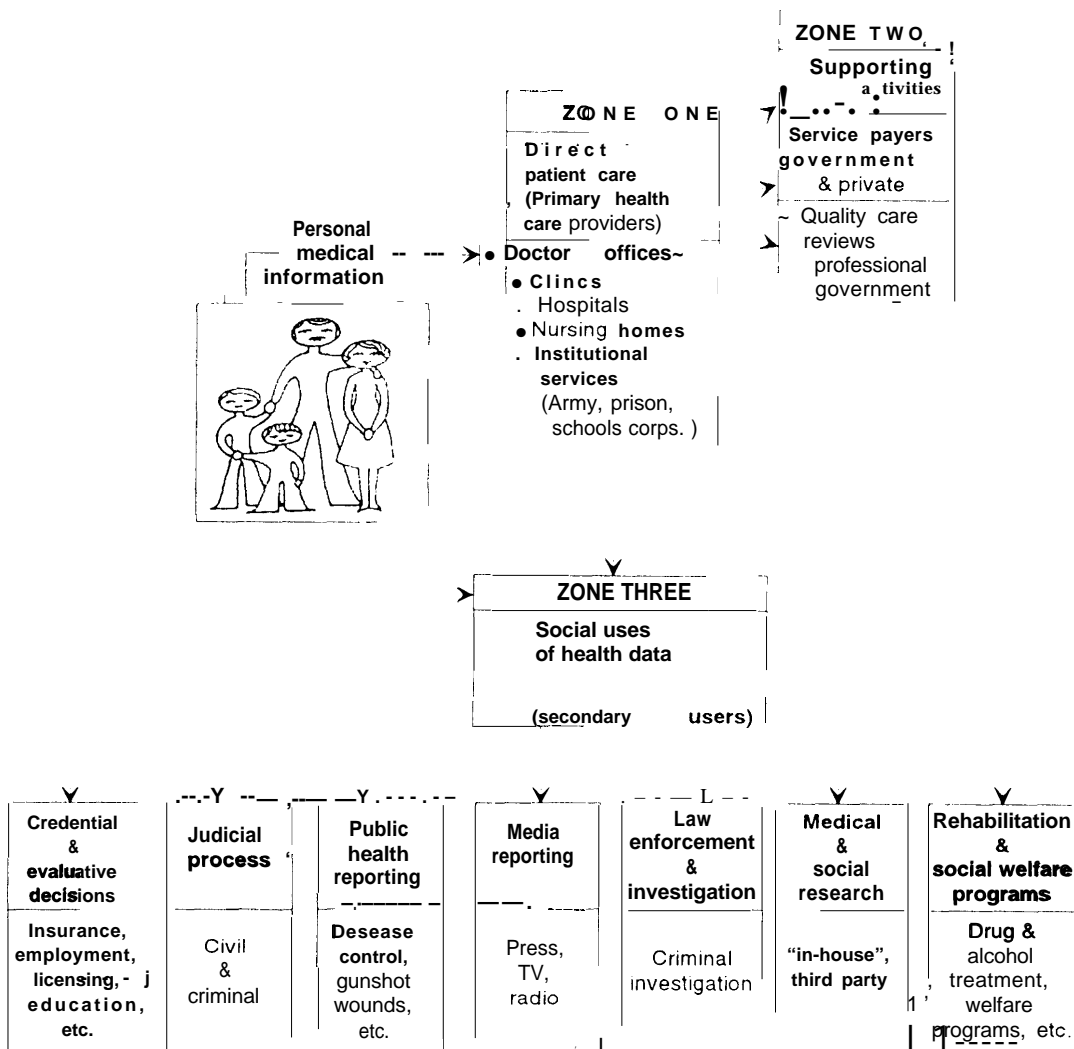 ZONE TWO
Supporting
a tivities
Service payers
government
& private
Quality care
reviews
professional
government
ZONE ONE
Direct
patient care
(Primary health
care providers)
• Doctor offices
• Clincs
. Hospitals
• Nursing homes
. Institutional
services
(Army, prison,
schools corps. )
Personal
medical
information
ZONE THREE
Social uses
of health data
(secondary users)
Credential
&
evaluative
decisions
Insurance,
employment,
licensing,
education,
etc.
Judicial
process
Civil
&
criminal
Public
health
reporting
Desease
control,
gunshot
wounds,
etc.
Media
reporting
Press,
TV,
radio
Law
enforcement
&
investigation
Criminal
investigation
Medical
&
social
research
“in-house”,
third party
Rehabilitation
&
social welfare
programs
Drug &
alcohol
treatment,
welfare
programs, etc.